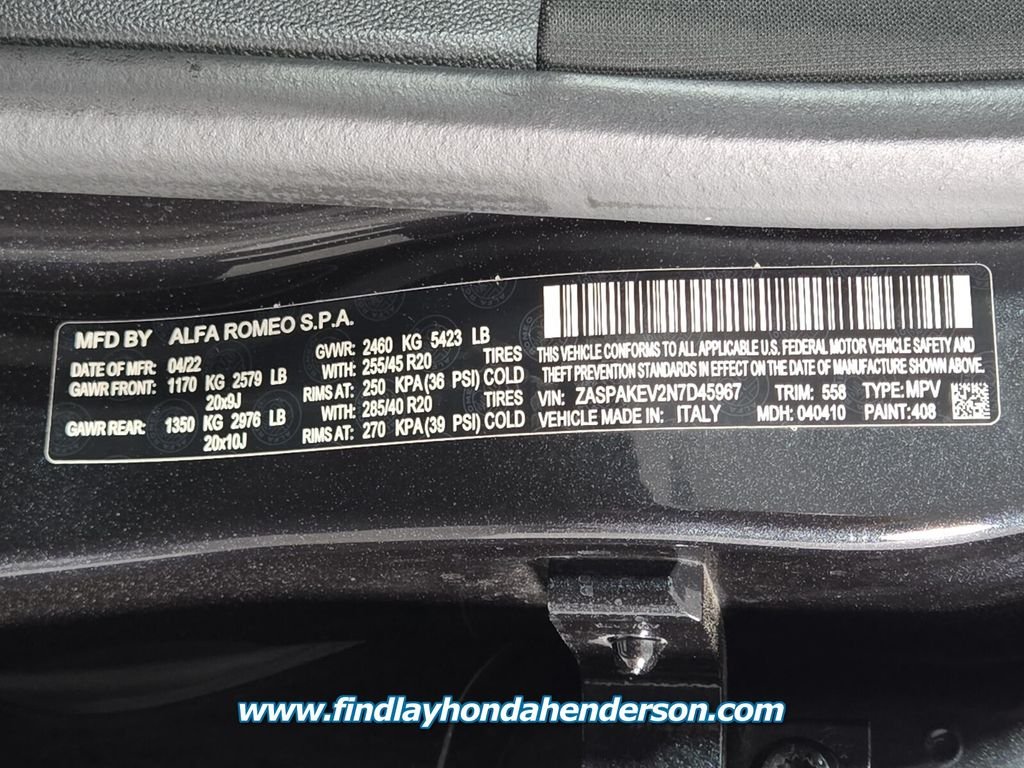 MFD BY ALFA ROMEO S.P.A.
DATE OF MFR: 04/22 GVWR: 2460 KG 5423 LB
GAWR FRONT: 1170 KG 2579 LB WITH: 255/45 R20 TIRES
20x9J RIMS AT: 250 KPA(36 PSI) COLD
GAWR REAR: 1350 KG 2976 LB WITH: 285/40 R20 TIRES
20x10J RIMS AT: 270 KPA(39 PSI) COLD
THIS VEHICLE CONFORMS TO ALL APPLICABLE U.S. FEDERAL MOTOR VEHICLE SAFETY AND
THEFT PREVENTION STANDARDS IN EFFECT ON THE DATE OF MANUFACTURE SHOWN ABOVE.
VIN: ZASPAKEV2N7D45967 TRIM: 558 TYPE: MPV
VEHICLE MADE IN: ITALY MDH: 040410 PAINT: 408
www.findlayhondahenderson.com